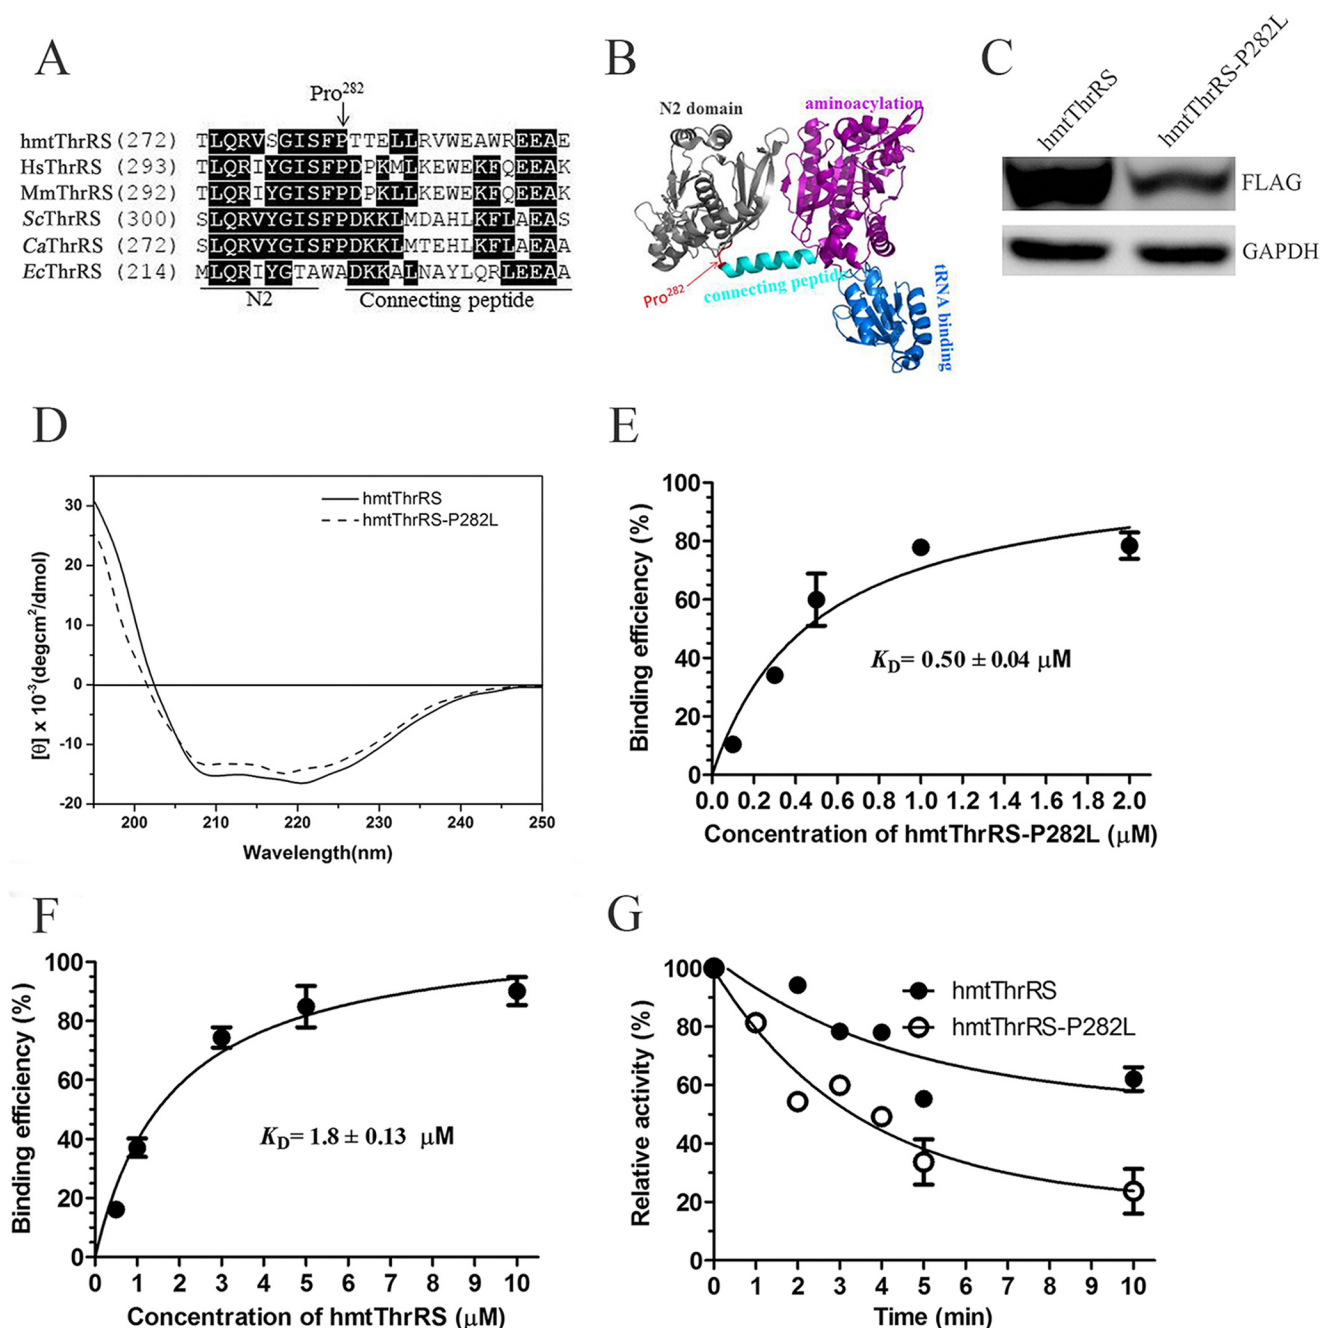 A
Pro282
hmtThrRS (272) TLQRVSGISFPTTELLRVWEAWREEAE
HsThrRS (293) TLQRIYGISFPDPKMLKEWEKFQEEAK
MmThrRS (292) TLQRIYGISFPDPKLLKEWEKFQEEAK
ScThrRS (300) SLQRVYGISFPDKKLMDAHLKFLAEAS
CaThrRS (272) SLQRVYGISFPDKKLMTEHLKFLAEAA
EcThrRS (214) MLQRIYGTAWADKKALNAYLQRLEEAA
N2 Connecting peptide
B
N2 domain
aminoacylation
Pro282
connecting peptide
tRNA binding
C
hmtThrRS
hmtThrRS-P282L
FLAG
GAPDH
D
[θ] x 10-3(degcm2/dmol)
30
20
10
0
-10
-20
hmtThrRS
hmtThrRS-P282L
200 210 220 230 240 250
Wavelength(nm)
E
Binding efficiency (%)
100
80
60
40
20
0
KD= 0.50 ± 0.04 μM
0.0 0.2 0.4 0.6 0.8 1.0 1.2 1.4 1.6 1.8 2.0
Concentration of hmtThrRS-P282L (μM)
F
Binding efficiency (%)
100
80
60
40
20
0
KD= 1.8 ± 0.13 μM
0 1 2 3 4 5 6 7 8 9 10
Concentration of hmtThrRS (μM)
G
Relative activity (%)
100
80
60
40
20
0
hmtThrRS
hmtThrRS-P282L
0 1 2 3 4 5 6 7 8 9 10
Time (min)